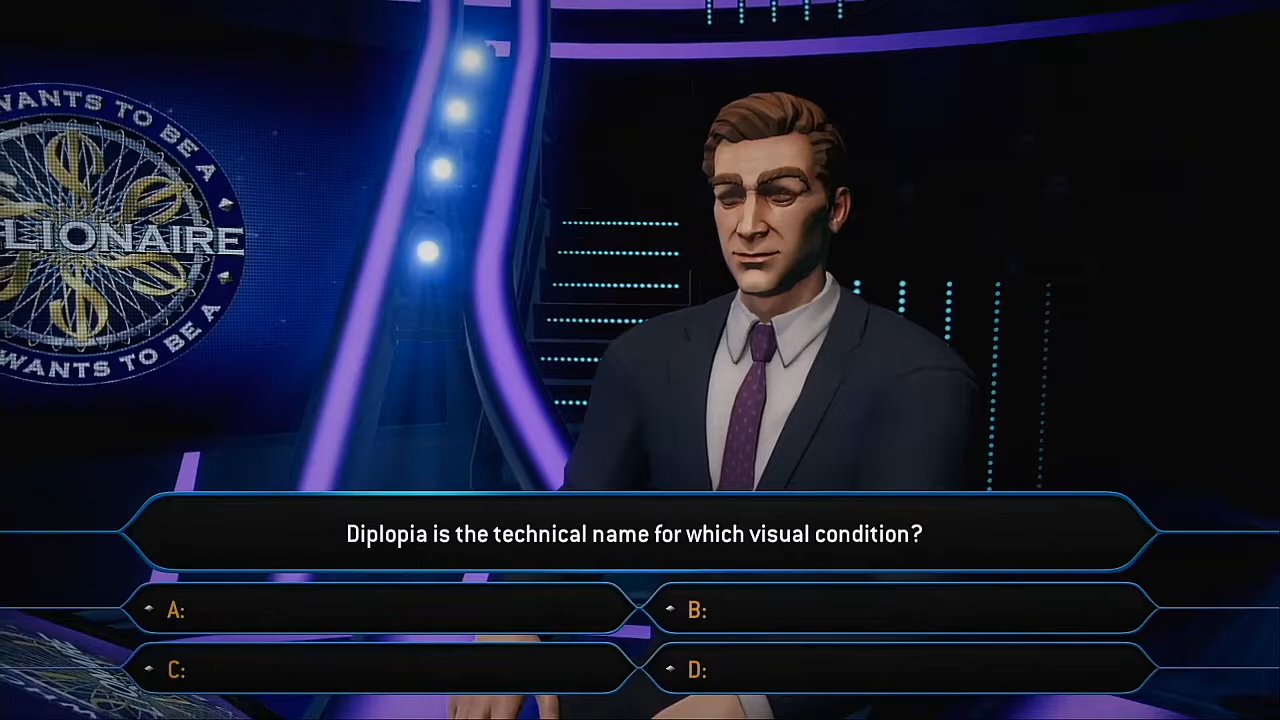 WANTS TO BE A
LIONAIRE
WANTS TO BE A
Diplopia is the technical name for which visual condition?
A:
B:
C:
D: